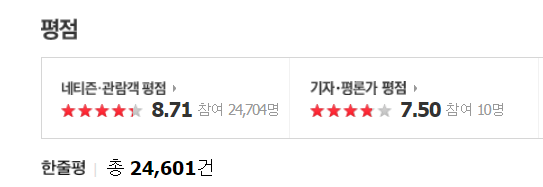 평점
네티즌·관람객 평점 기자·평론가 평점
8.71 참여 24,704명 7.50 참여 10명
한줄평 | 총 24,601건